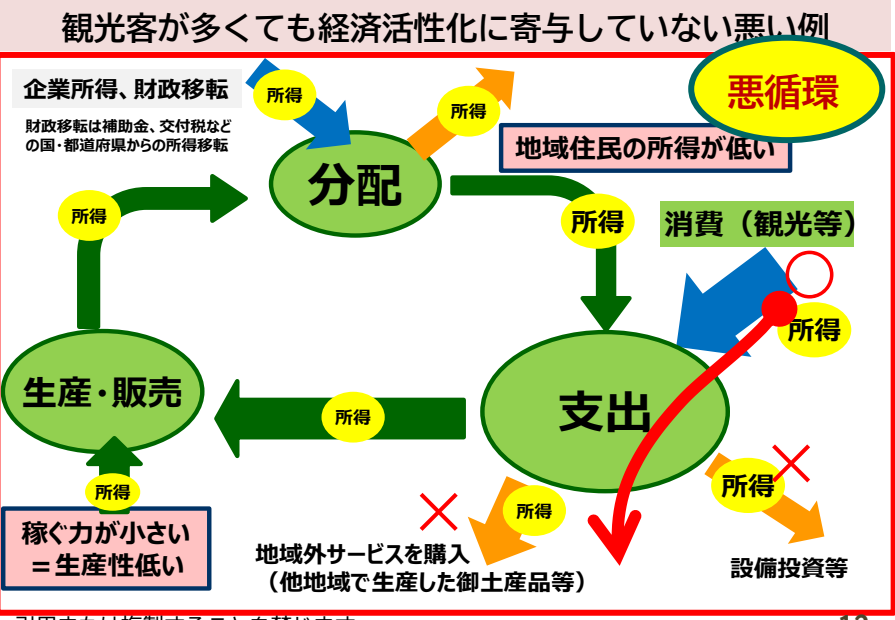 観光客が多くても経済活性化に寄与していない悪い例
悪循環
企業所得、財政移転
財政移転は補助金、交付税など
の国・都道府県からの所得移転
所得
所得
地域住民の所得が低い
分配
所得
所得
消費（観光等）
所得
生産・販売
所得
支出
所得
稼ぐ力が小さい
＝生産性低い
所得
所得
地域外サービスを購入
（他地域で生産した御土産品等）
設備投資等